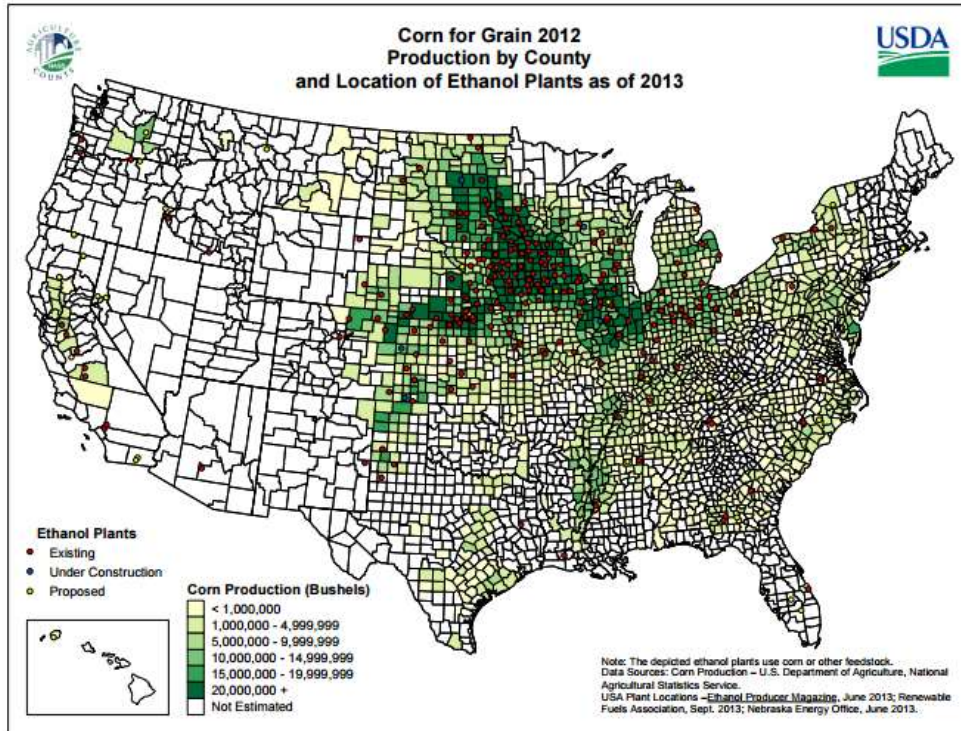 Corn for Grain 2012
Production by County
and Location of Ethanol Plants as of 2013
AGRICULTURE
NASS
COUNTS
USDA
Ethanol Plants
Existing
Under Construction
Proposed
Corn Production (Bushels)
< 1,000,000
1,000,000 - 4,999,999
5,000,000 - 9,999,999
10,000,000 - 14,999,999
15,000,000 - 19,999,999
20,000,000 +
Not Estimated
Note: The depicted ethanol plants use corn or other feedstock.
Data Sources: Corn Production – U.S. Department of Agriculture, National
Agricultural Statistics Service.
USA Plant Locations –Ethanol Producer Magazine, June 2013; Renewable
Fuels Association, Sept. 2013; Nebraska Energy Office, June 2013.